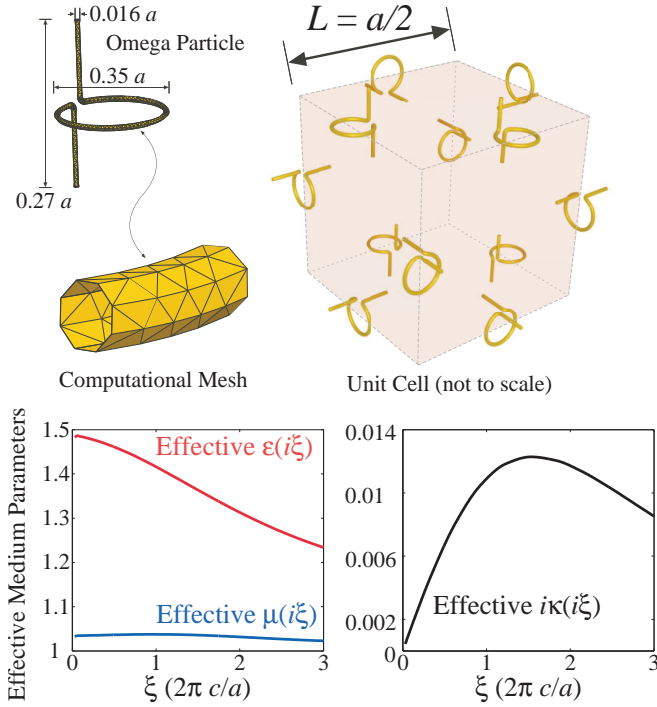 0.016 a
Omega Particle
0.35 a
0.27 a
L = a/2
Computational Mesh
Unit Cell (not to scale)
Effective Medium Parameters
1.5
1.4
1.3
1.2
1.1
1
Effective ε(iξ)
Effective μ(iξ)
0 1 2 3
ξ (2π c/a)
0.014
0.01
0.006
0.002
0
Effective iκ(iξ)
0 1 2 3
ξ (2π c/a)